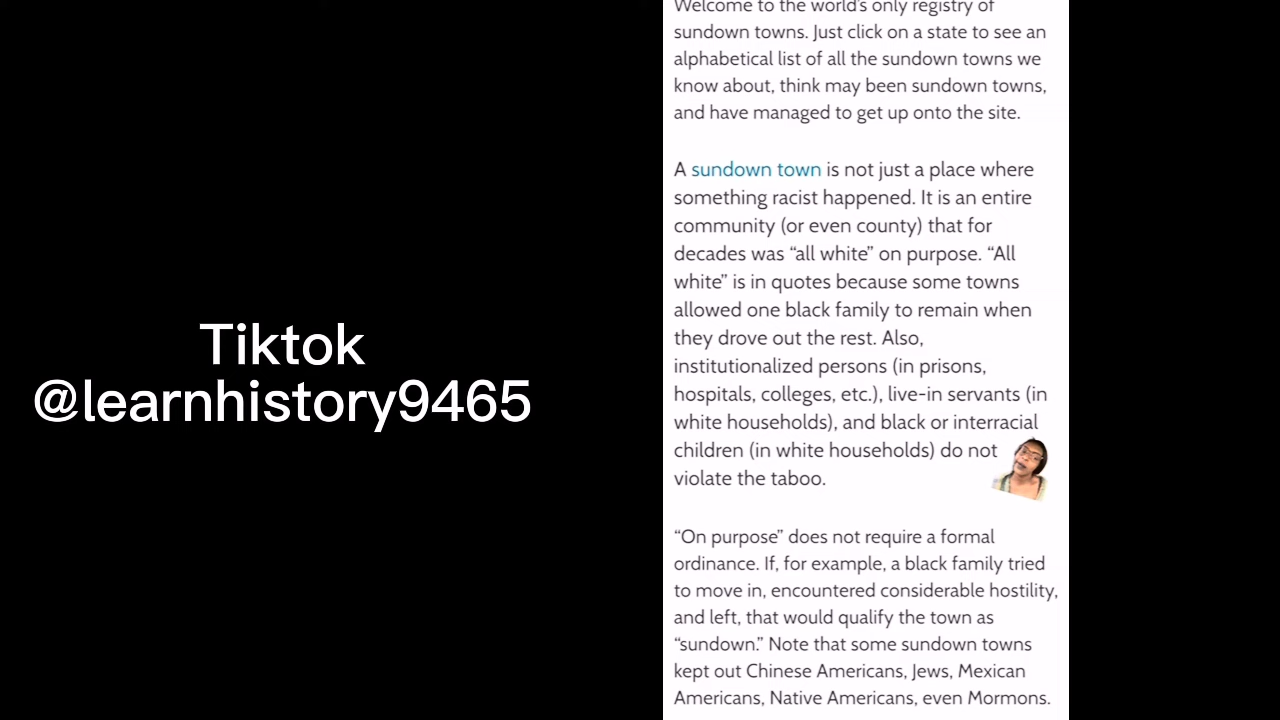 Tiktok
@learnhistory9465
Welcome to the world's only registry of
sundown towns. Just click on a state to see an
alphabetical list of all the sundown towns we
know about, think may been sundown towns,
and have managed to get up onto the site.
A sundown town is not just a place where
something racist happened. It is an entire
community (or even county) that for
decades was “all white” on purpose. “All
white” is in quotes because some towns
allowed one black family to remain when
they drove out the rest. Also,
institutionalized persons (in prisons,
hospitals, colleges, etc.), live-in servants (in
white households), and black or interracial
children (in white households) do not
violate the taboo.
“On purpose” does not require a formal
ordinance. If, for example, a black family tried
to move in, encountered considerable hostility,
and left, that would qualify the town as
“sundown.” Note that some sundown towns
kept out Chinese Americans, Jews, Mexican
Americans, Native Americans, even Mormons.